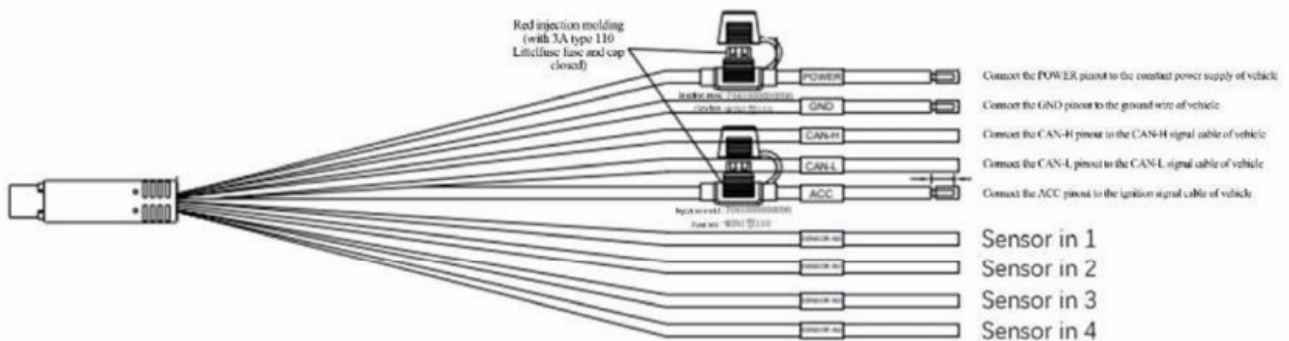 Red injection molding
(with 3A type 110
Littelfuse fuse and cap
closed)
POWER
Connect the POWER pinout to the constant power supply of vehicle
GND
Connect the GND pinout to the ground wire of vehicle
CAN-H
Connect the CAN-H pinout to the CAN-H signal cable of vehicle
CAN-L
Connect the CAN-L pinout to the CAN-L signal cable of vehicle
ACC
Connect the ACC pinout to the ignition signal cable of vehicle
Sensor in 1
Sensor in 2
Sensor in 3
Sensor in 4